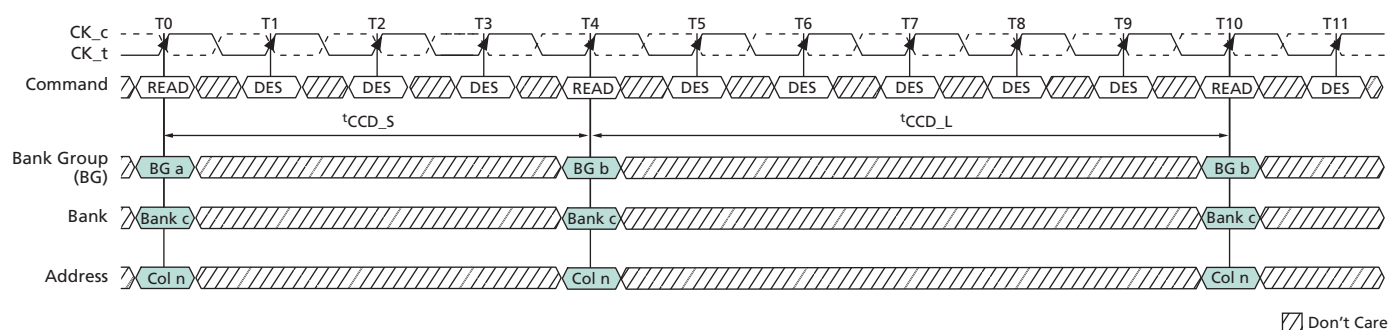 T0 T1 T2 T3 T4 T5 T6 T7 T8 T9 T10 T11
CK_c
CK_t
Command READ DES DES DES READ DES DES DES DES DES READ DES
tCCD_S tCCD_L
Bank Group
(BG) BG a BG b BG b
Bank Bank c Bank c Bank c
Address Col n Col n Col n
Don't Care